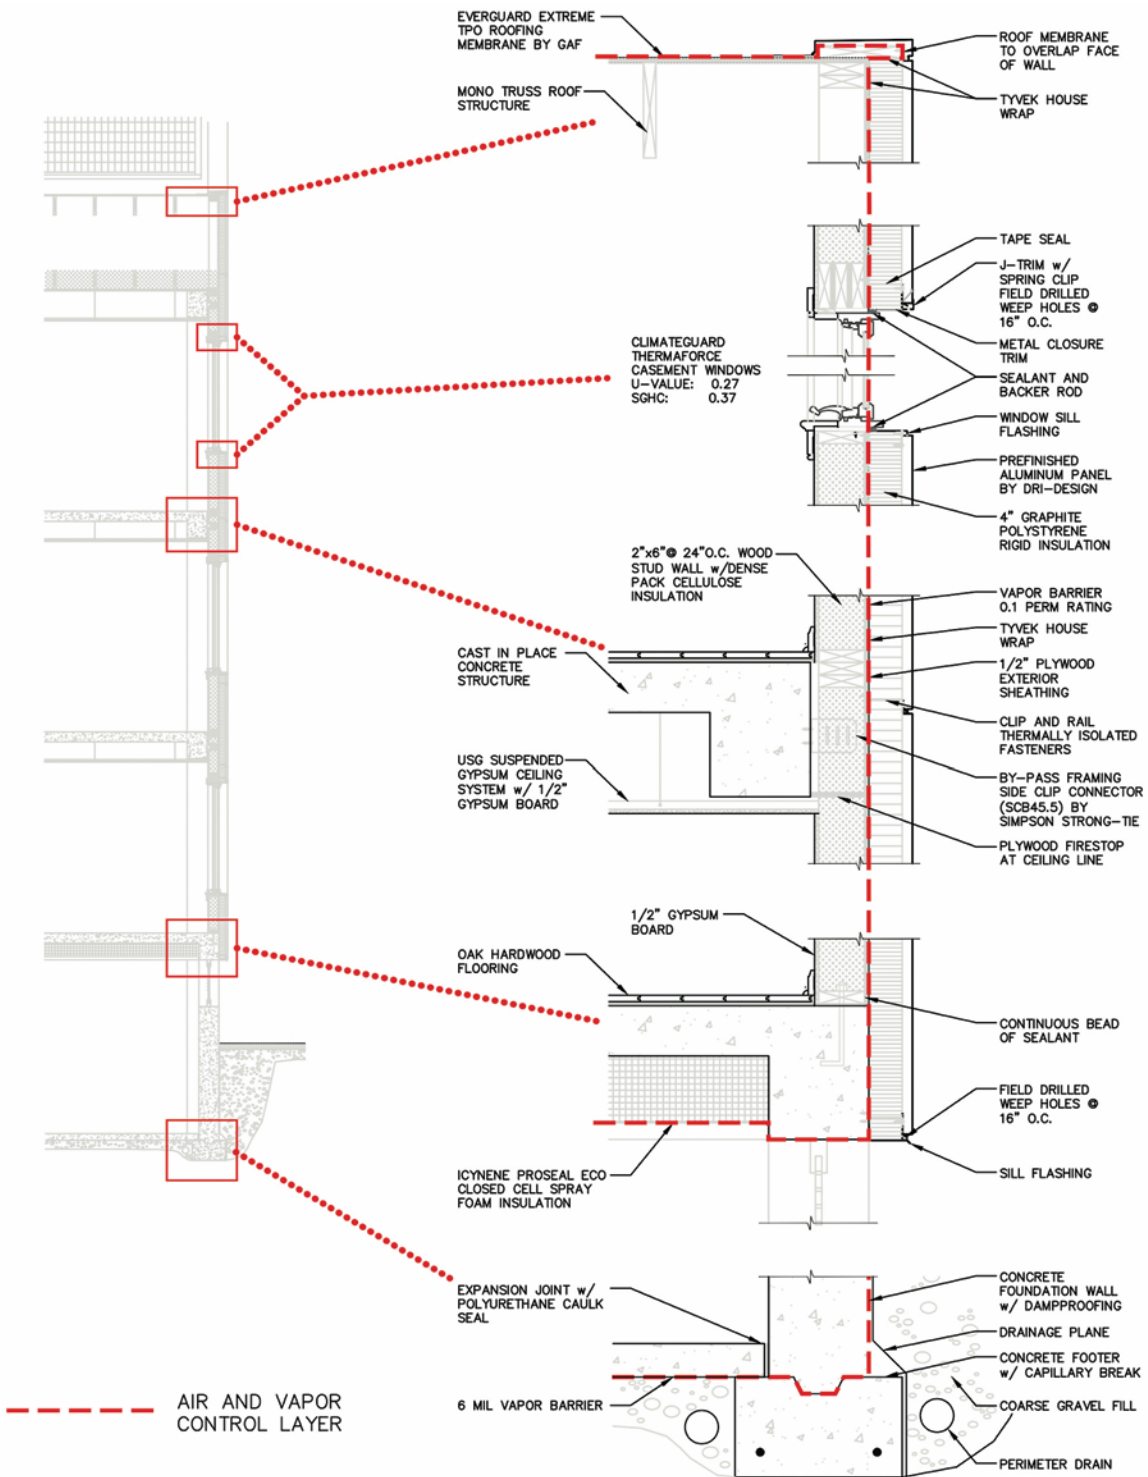 EVERGUARD EXTREME
TPO ROOFING
MEMBRANE BY GAF
ROOF MEMBRANE
TO OVERLAP FACE
OF WALL
MONO TRUSS ROOF
STRUCTURE
TYVEK HOUSE
WRAP
TAPE SEAL
J-TRIM w/
SPRING CLIP
FIELD DRILLED
WEEP HOLES @
16" O.C.
CLIMATEGUARD
THERMAFORCE
CASEMENT WINDOWS
U-VALUE: 0.27
SGHC: 0.37
METAL CLOSURE
TRIM
SEALANT AND
BACKER ROD
WINDOW SILL
FLASHING
PREFINISHED
ALUMINUM PANEL
BY DRI-DESIGN
4" GRAPHITE
POLYSTYRENE
RIGID INSULATION
2"x6"@ 24"O.C. WOOD
STUD WALL w/DENSE
PACK CELLULOSE
INSULATION
VAPOR BARRIER
0.1 PERM RATING
TYVEK HOUSE
WRAP
CAST IN PLACE
CONCRETE
STRUCTURE
1/2" PLYWOOD
EXTERIOR
SHEATHING
CLIP AND RAIL
THERMALLY ISOLATED
FASTENERS
USG SUSPENDED
GYPSUM CEILING
SYSTEM w/ 1/2"
GYPSUM BOARD
BY-PASS FRAMING
SIDE CLIP CONNECTOR
(SCB45.5) BY
SIMPSON STRONG-TIE
PLYWOOD FIRESTOP
AT CEILING LINE
1/2" GYPSUM
BOARD
OAK HARDWOOD
FLOORING
CONTINUOUS BEAD
OF SEALANT
FIELD DRILLED
WEEP HOLES @
16" O.C.
ICYNENE PROSEAL ECO
CLOSED CELL SPRAY
FOAM INSULATION
SILL FLASHING
EXPANSION JOINT w/
POLYURETHANE CAULK
SEAL
CONCRETE
FOUNDATION WALL
w/ DAMPPROOFING
DRAINAGE PLANE
CONCRETE FOOTER
w/ CAPILLARY BREAK
6 MIL VAPOR BARRIER
COARSE GRAVEL FILL
PERIMETER DRAIN
AIR AND VAPOR
CONTROL LAYER